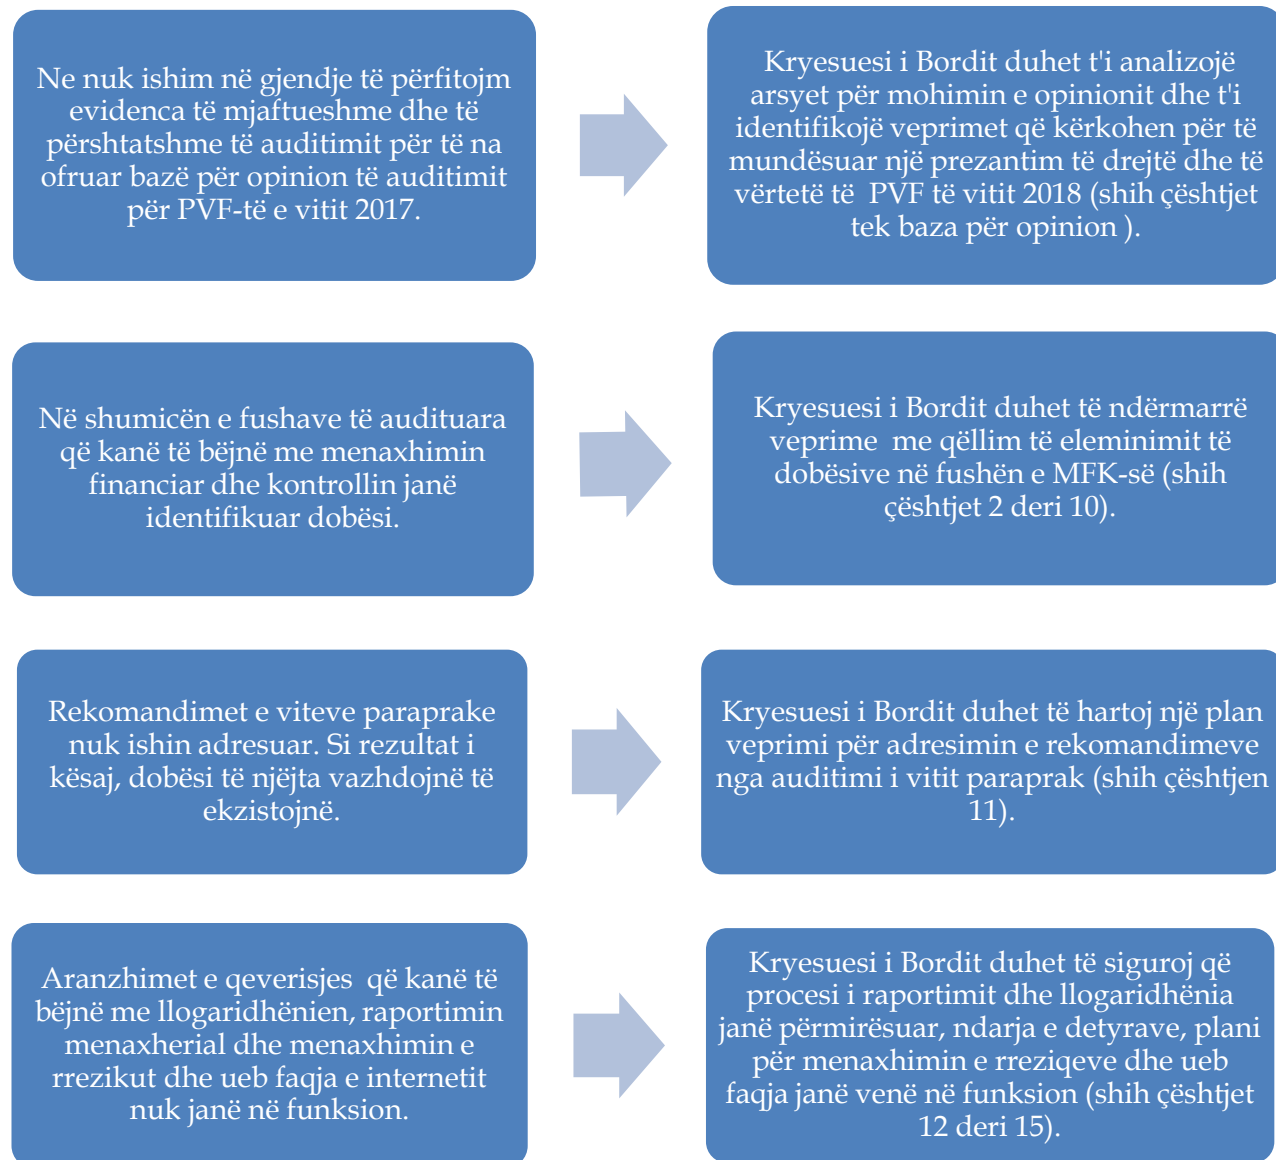 Ne nuk ishim në gjendje të përfitojm
evidenca të mjaftueshme dhe të
përshtatshme të auditimit për të na
ofruar bazë për opinion të auditimit
për PVF-të e vitit 2017.
Kryesuesi i Bordit duhet t'i analizojë
arsyet për mohimin e opinionit dhe t'i
identifikojë veprimet që kërkohen për të
mundësuar një prezantim të drejtë dhe të
vërtetë të PVF të vitit 2018 (shih çështjet
tek baza për opinion ).
Në shumicën e fushave të audituara
që kanë të bëjnë me menaxhimin
financiar dhe kontrollin janë
identifikuar dobësi.
Kryesuesi i Bordit duhet të ndërmarrë
veprime me qëllim të eleminimit të
dobësive në fushën e MFK-së (shih
çështjet 2 deri 10).
Rekomandimet e viteve paraprake
nuk ishin adresuar. Si rezultat i
kësaj, dobësi të njëjta vazhdojnë të
ekzistojnë.
Kryesuesi i Bordit duhet të hartoj një plan
veprimi për adresimin e rekomandimeve
nga auditimi i vitit paraprak (shih çështjen
11).
Aranzhimet e qeverisjes që kanë të
bëjnë me llogaridhënien, raportimin
menaxherial dhe menaxhimin e
rrezikut dhe ueb faqja e internetit
nuk janë në funksion.
Kryesuesi i Bordit duhet të siguroj që
procesi i raportimit dhe llogaridhënia
janë përmirësuar, ndarja e detyrave, plani
për menaxhimin e rreziqeve dhe ueb
faqja janë venë në funksion (shih çështjet
12 deri 15).